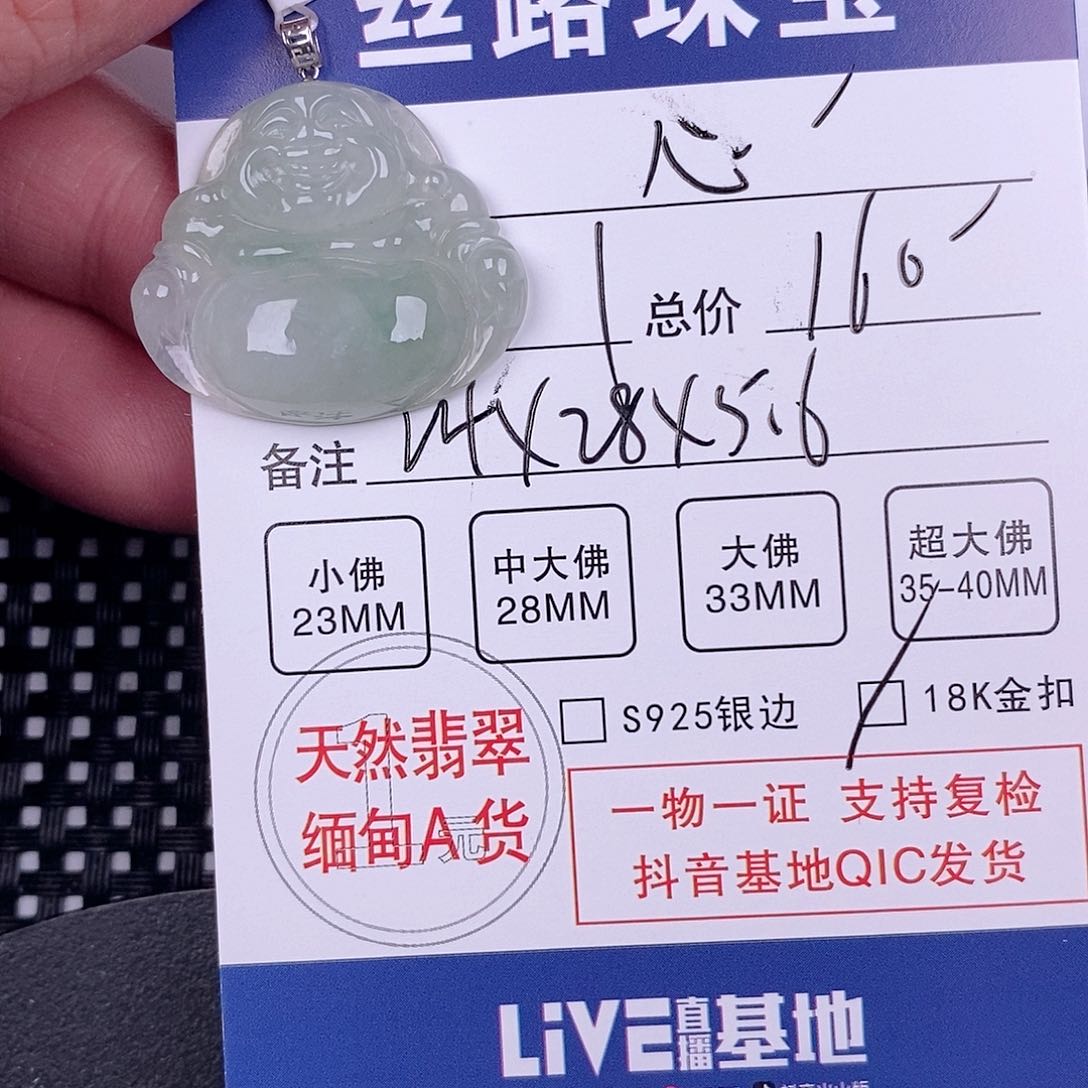 丝路珠宝
心
总价 160
备注 24X28X5.6
小佛
23MM
中大佛
28MM
大佛
33MM
超大佛
35-40MM
S925银边
18K金扣
天然翡翠
缅甸A货
一物一证 支持复检
抖音基地QIC发货
LiVE直播基地